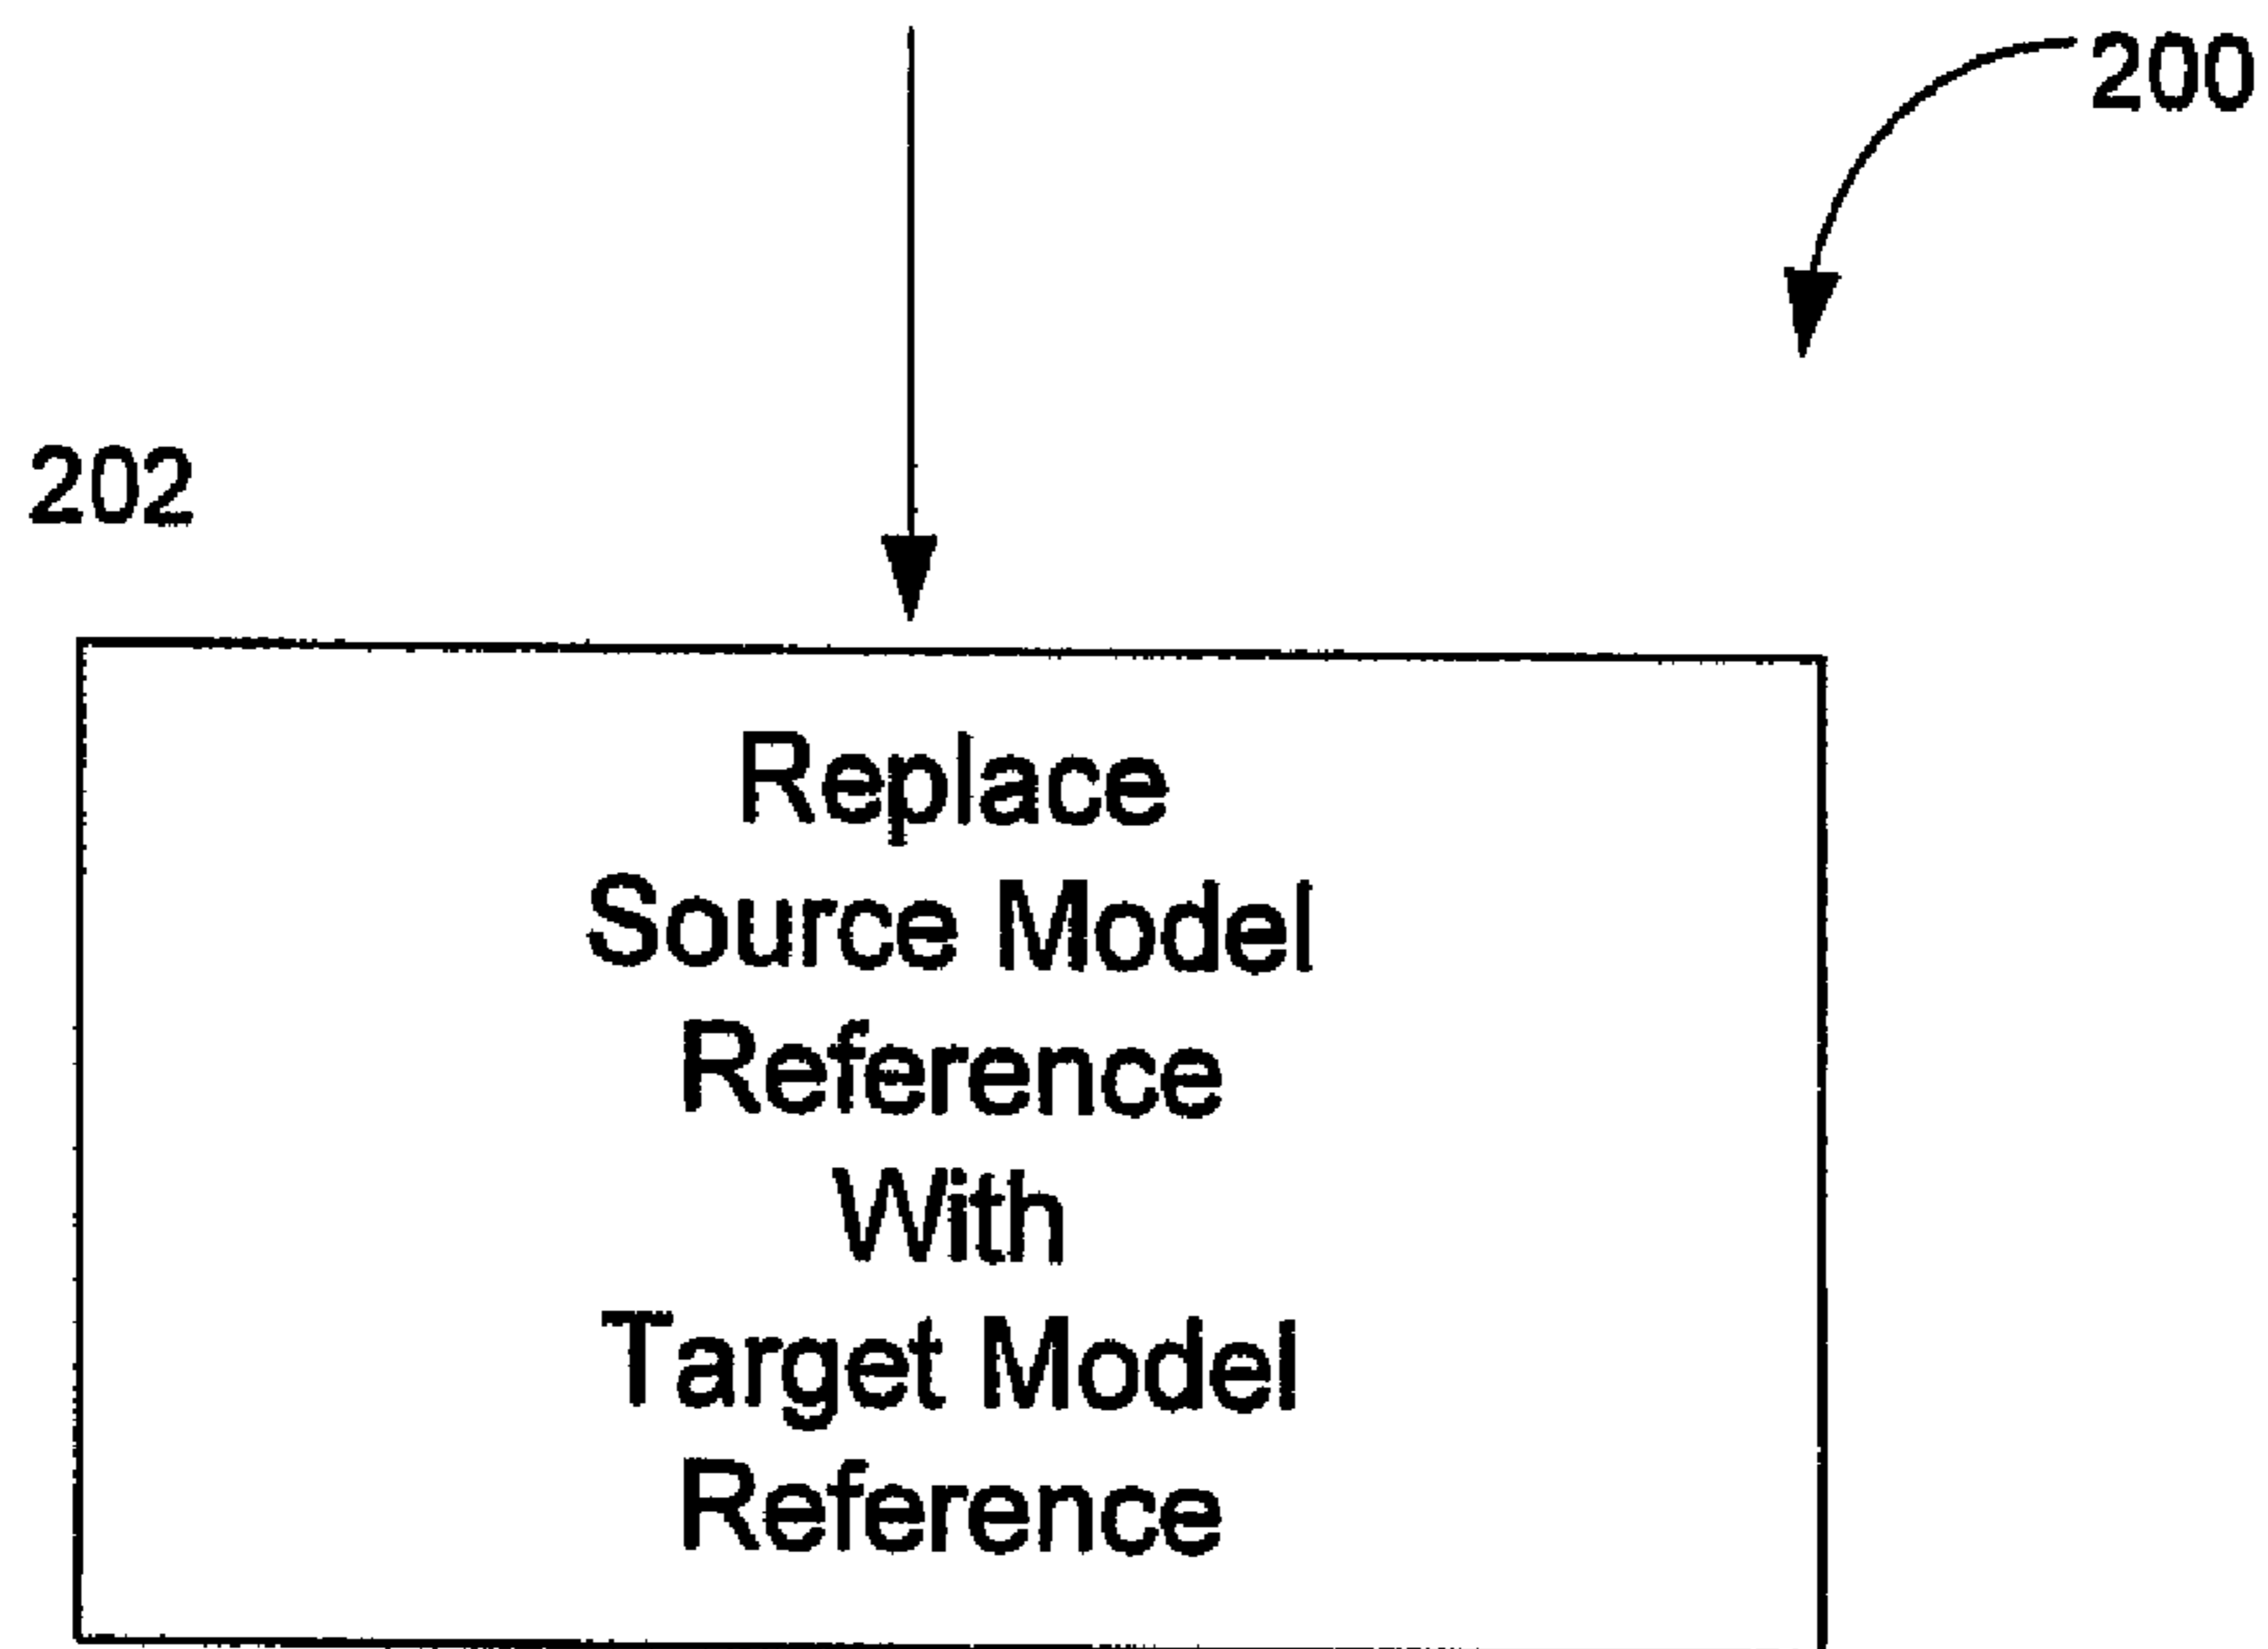 200
202
Replace
Source Model
Reference
With
Target Model
Reference